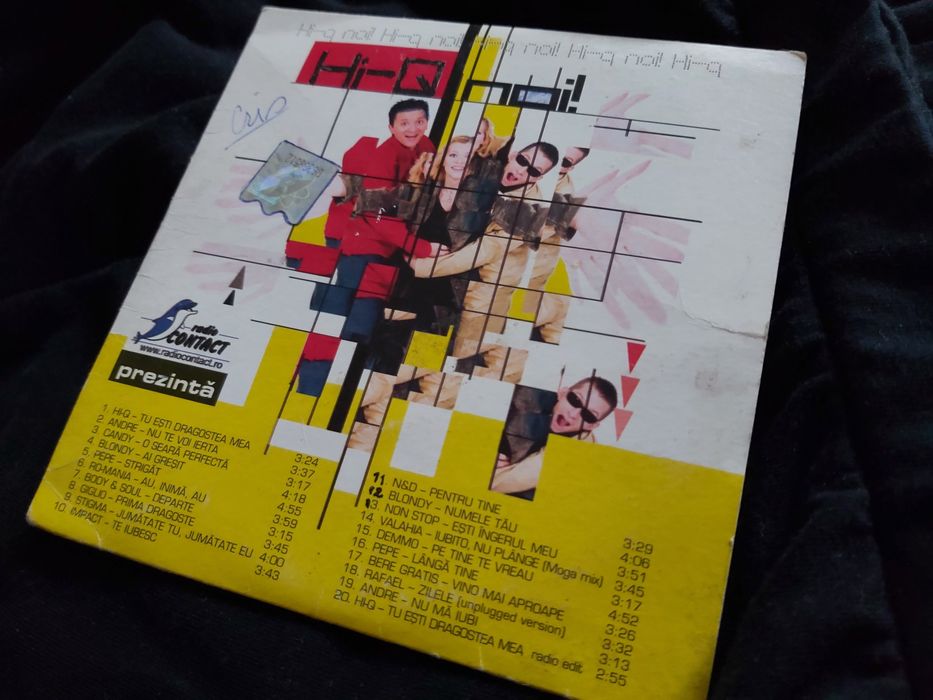 Hi-q noi! Hi-q noi! Hi-q noi! Hi-q noi! Hi-q
Hi-Q noi!
radio
CONTACT
www.radiocontact.ro
prezintă
1. HI-Q – TU EȘTI DRAGOSTEA MEA 3:24
2. ANDRE – NU TE VOI IERTA 3:37
3. CANDY – O SEARĂ PERFECTĂ 3:17
4. BLONDY – AI GREȘIT 4:18
5. PEPE – STRIGĂT 4:55
6. RO-MANIA – AU, INIMĂ, AU 3:59
7. BODY & SOUL – DEPARTE 3:15
8. GIGLIO – PRIMA DRAGOSTE 3:45
9. STIGMA – JUMĂTATE TU, JUMĂTATE EU 4:00
10. IMPACT – TE IUBESC 3:43
11. N&D – PENTRU TINE 3:29
12. BLONDY – NUMELE TĂU 4:06
13. NON STOP – EȘTI ÎNGERUL MEU 3:51
14. VALAHIA – IUBITO, NU PLÂNGE (Moga mix) 3:45
15. DEMMO – PE TINE TE VREAU 3:17
16. PEPE – LÂNGĂ TINE 4:52
17. BERE GRATIS – VINO MAI APROAPE 3:26
18. RAFAEL – ZILELE (unplugged version) 3:32
19. ANDRE – NU MĂ IUBI 3:13
20. HI-Q – TU EȘTI DRAGOSTEA MEA radio edit 2:55